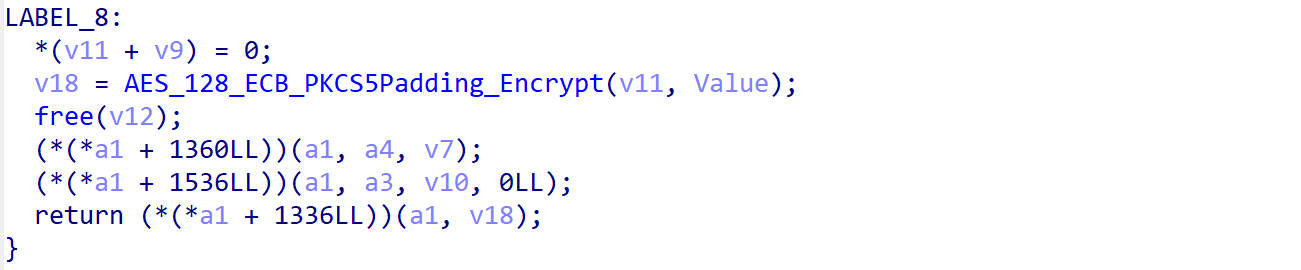 LABEL_8:
*(v11 + v9) = 0;
v18 = AES_128_ECB_PKCS5Padding_Encrypt(v11, Value);
free(v12);
(*(*a1 + 1360LL))(a1, a4, v7);
(*(*a1 + 1536LL))(a1, a3, v10, 0LL);
return (*(*a1 + 1336LL))(a1, v18);
}